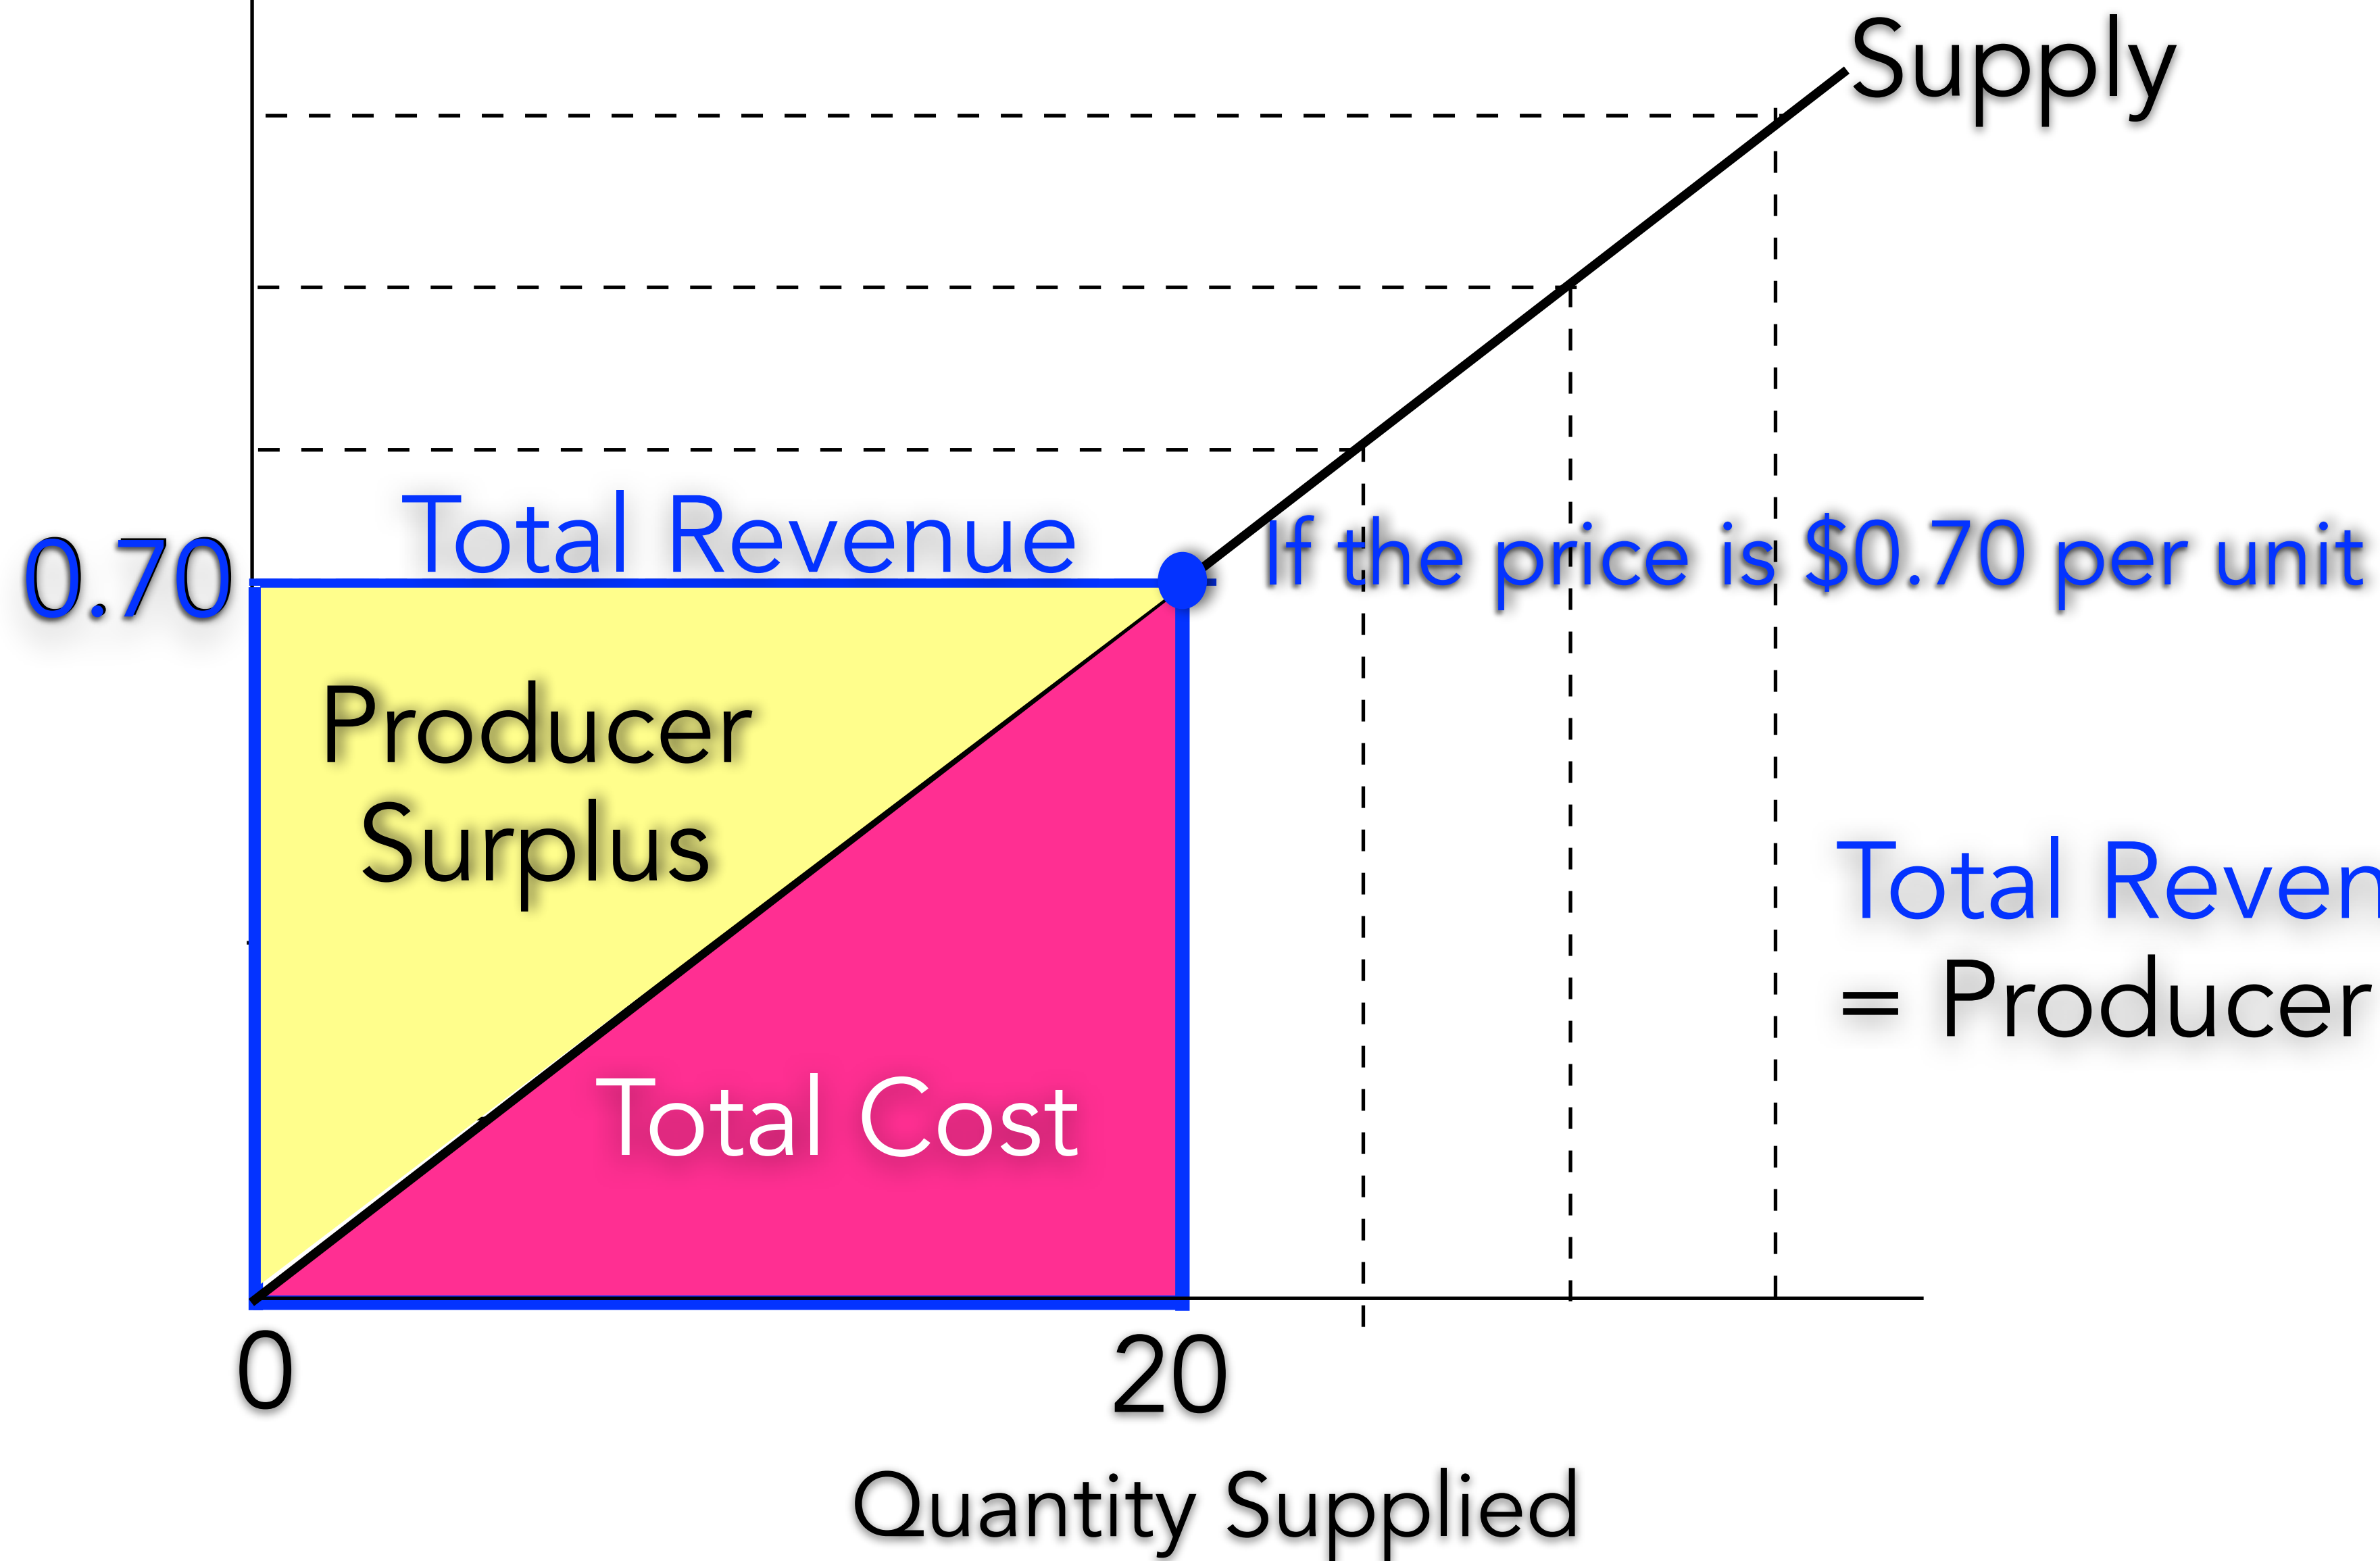 Supply
Total Revenue
0.70
If the price is $0.70 per unit
Producer
Surplus
Total Reven
= Producer
Total Cost
0
20
Quantity Supplied